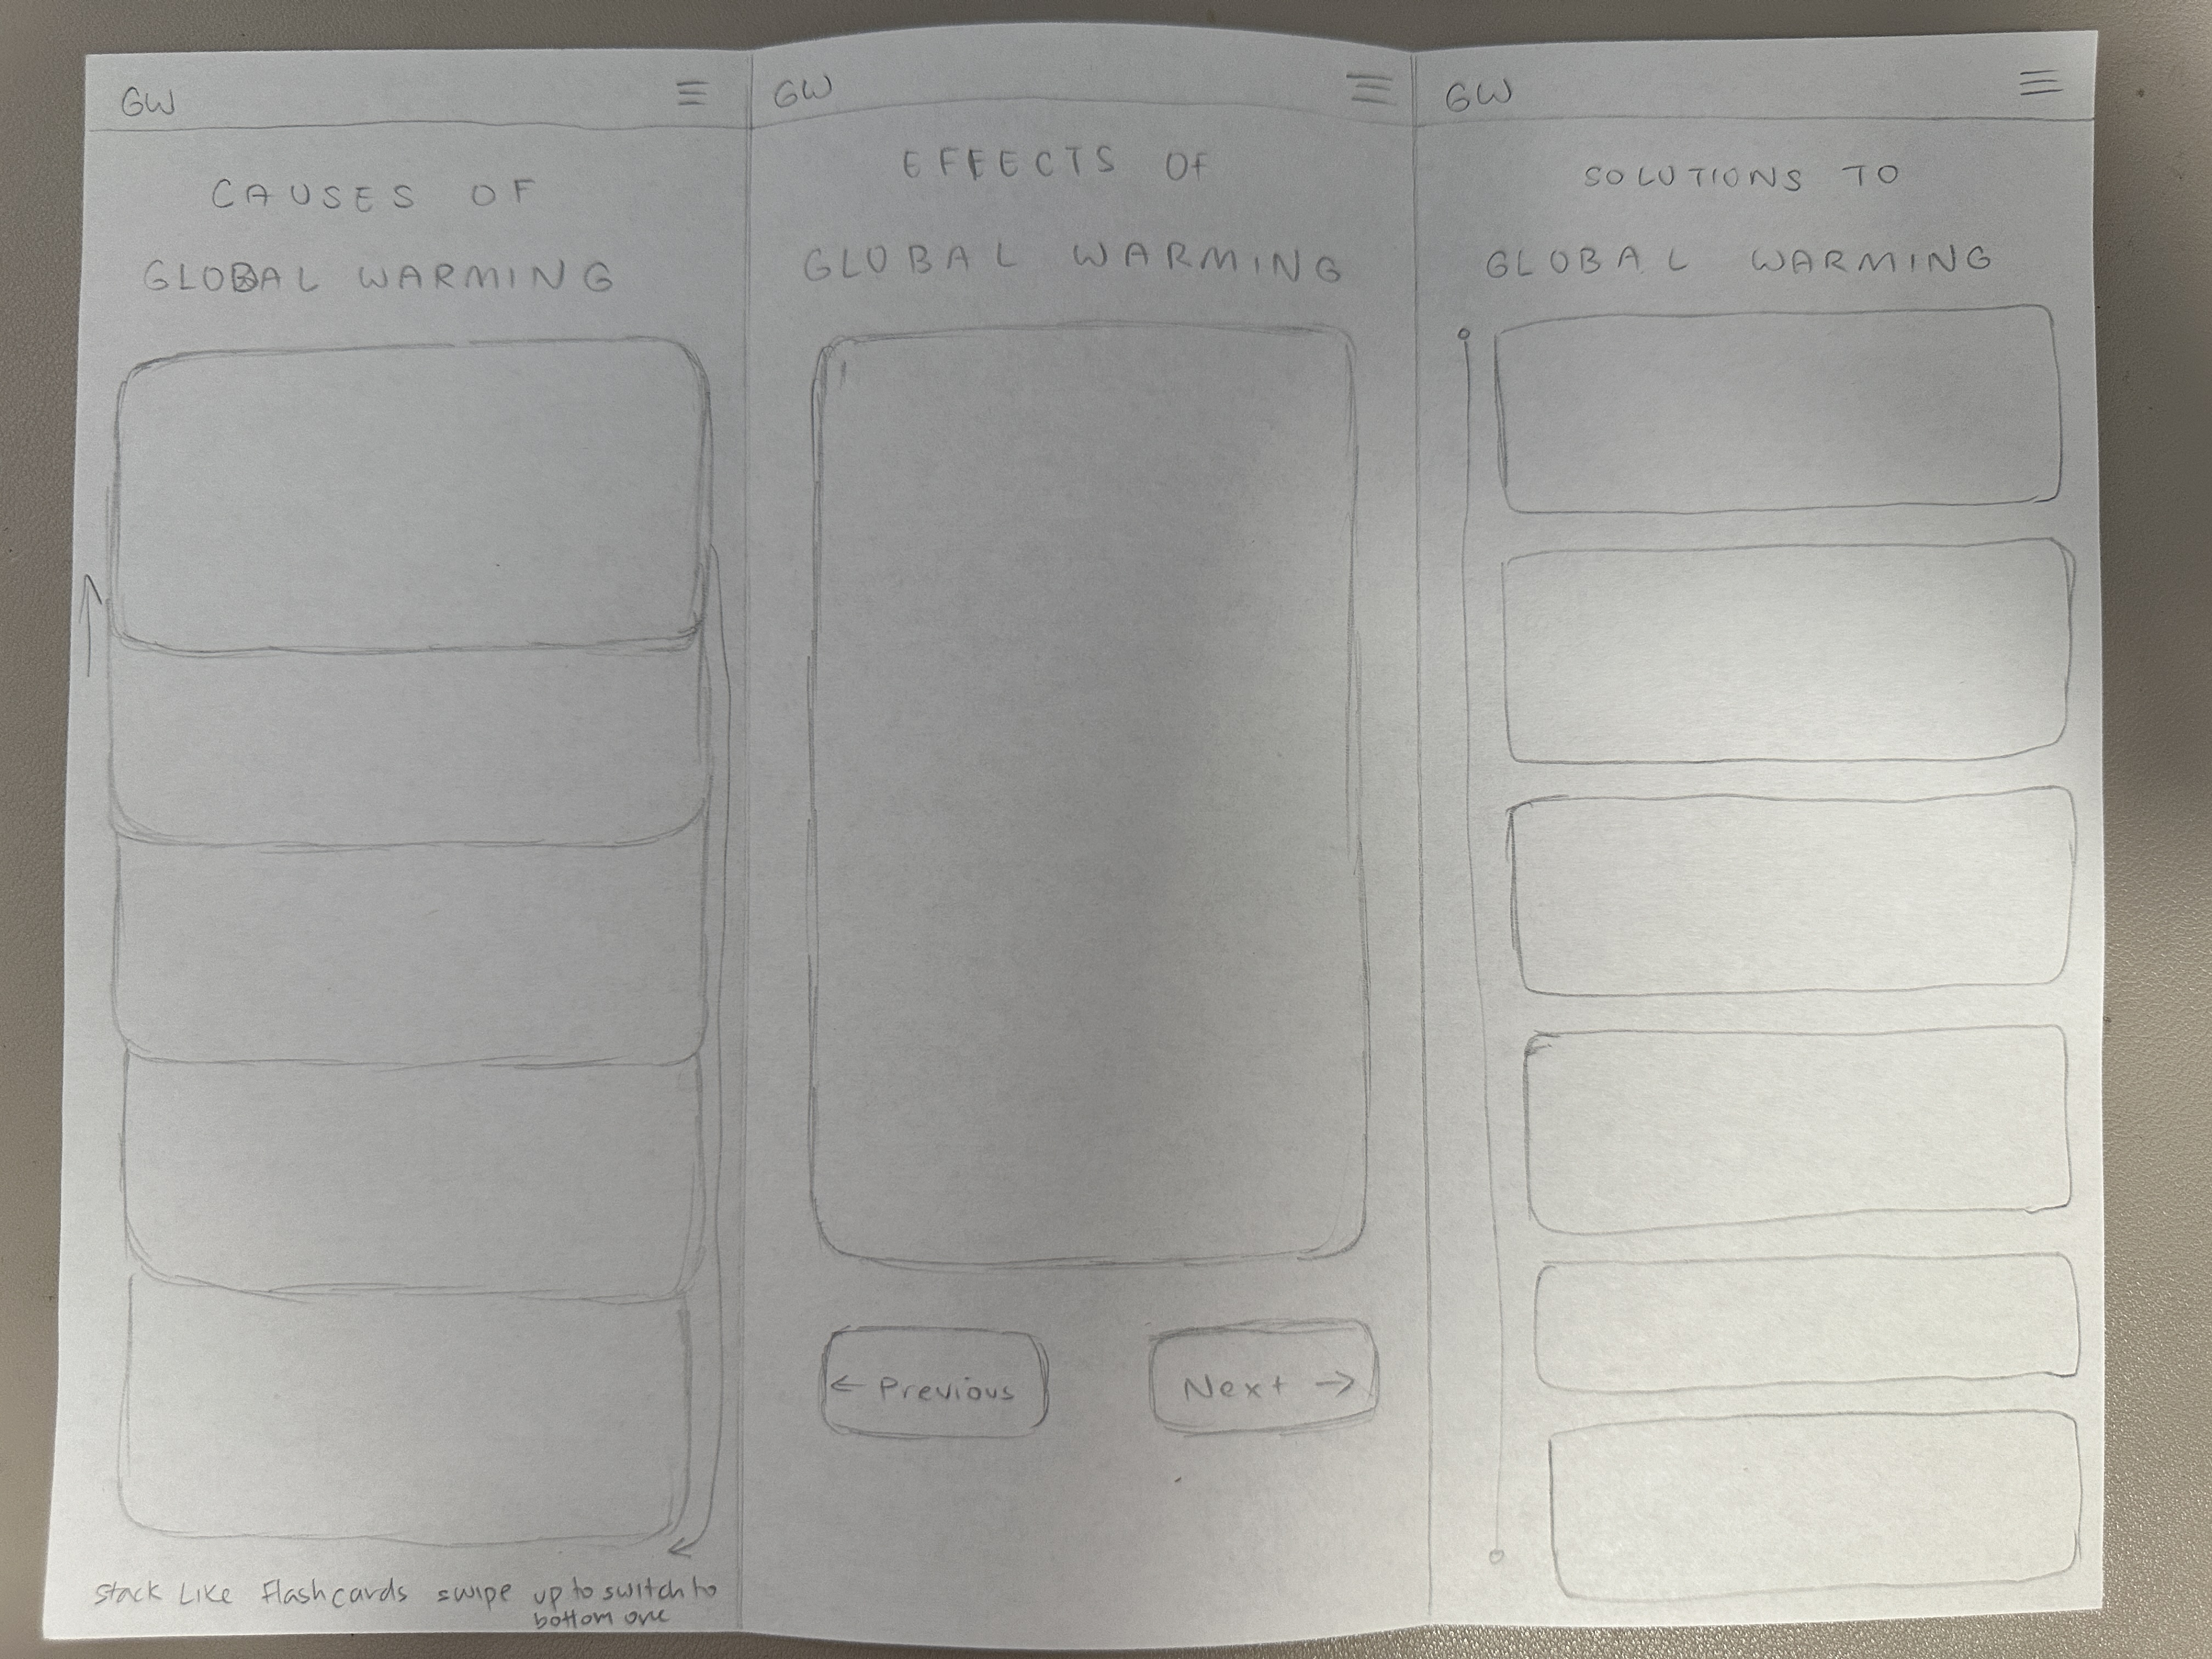 GW
CAUSES OF
GLOBAL WARMING
stack like flashcards swipe up to switch to
bottom one
GW
EFFECTS Of
GLOBAL WARMING
← Previous
Next →
GW
SOLUTIONS TO
GLOBAL WARMING